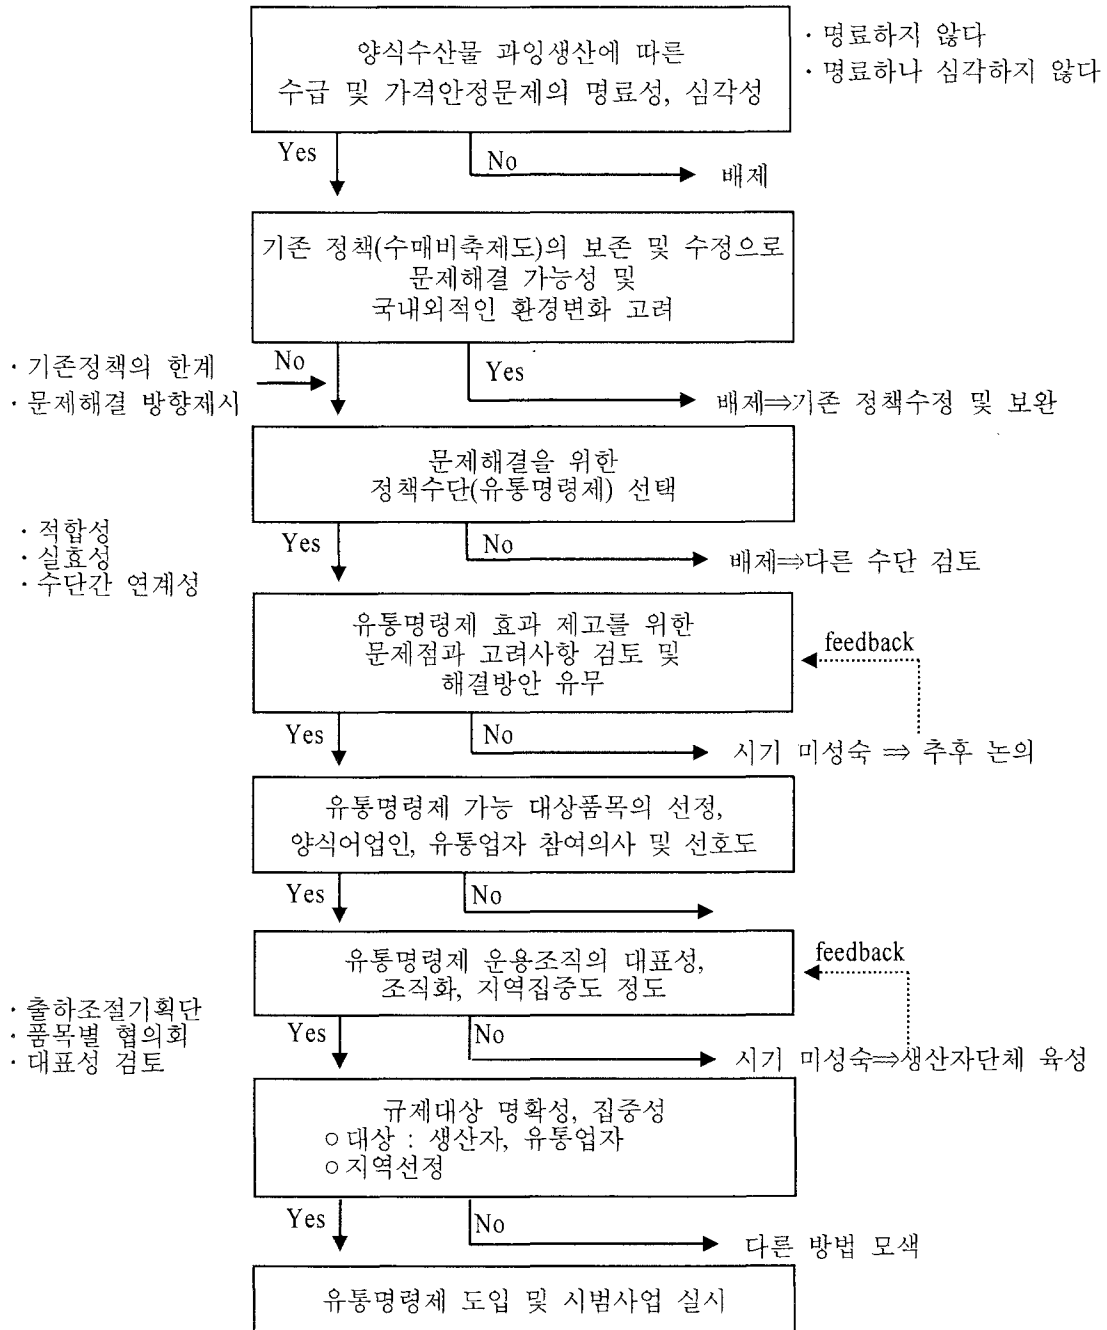 양식수산물 과잉생산에 따른
수급 및 가격안정문제의 명료성, 심각성
· 명료하지 않다
· 명료하나 심각하지 않다
Yes
No
배제
기존 정책(수매비축제도)의 보존 및 수정으로
문제해결 가능성 및
국내외적인 환경변화 고려
· 기존정책의 한계
· 문제해결 방향제시
No
Yes
배제⇒기존 정책수정 및 보완
문제해결을 위한
정책수단(유통명령제) 선택
· 적합성
· 실효성
· 수단간 연계성
Yes
No
배제⇒다른 수단 검토
유통명령제 효과 제고를 위한
문제점과 고려사항 검토 및
해결방안 유무
feedback
Yes
No
시기 미성숙 ⇒ 추후 논의
유통명령제 가능 대상품목의 선정,
양식어업인, 유통업자 참여의사 및 선호도
Yes
No
유통명령제 운용조직의 대표성,
조직화, 지역집중도 정도
feedback
· 출하조절기획단
· 품목별 협의회
· 대표성 검토
Yes
No
시기 미성숙⇒생산자단체 육성
규제대상 명확성, 집중성
○ 대상 : 생산자, 유통업자
○ 지역선정
Yes
No
다른 방법 모색
유통명령제 도입 및 시범사업 실시